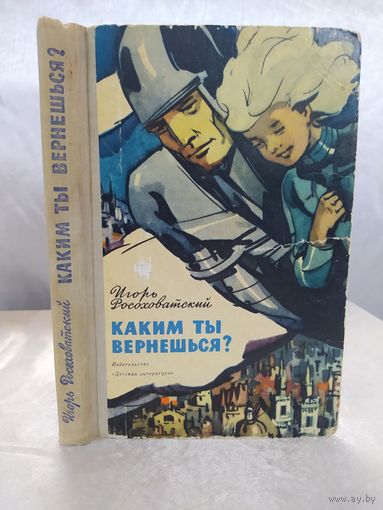 Игорь Росоховатский КАКИМ ТЫ ВЕРНЕШЬСЯ?
Игорь
Росоховатский
КАКИМ ТЫ
ВЕРНЕШЬСЯ?
Издательство
«Детская литература»
www.ay.by